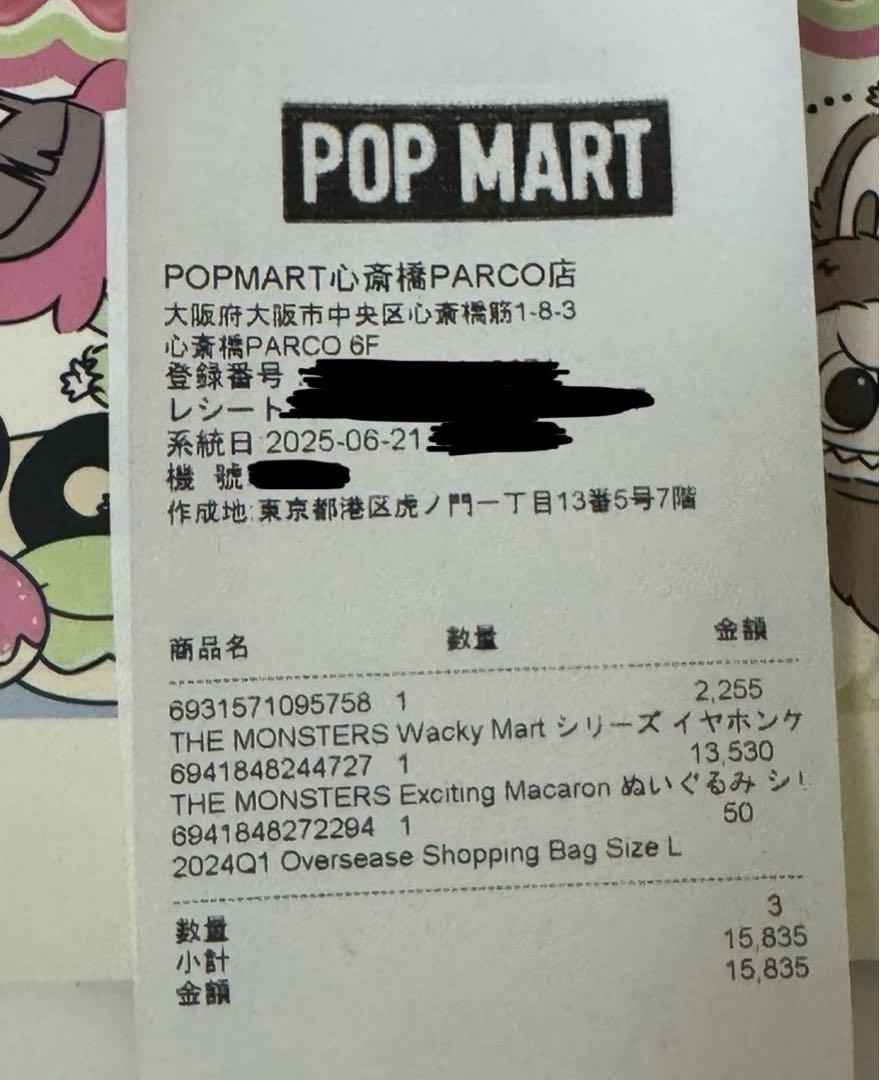 POP MART
POPMART心斎橋PARCO店
大阪府大阪市中央区心斎橋筋1-8-3
心斎橋PARCO 6F
登録番号:
レシート
系統日 2025-06-21
機 號
作成地:東京都港区虎ノ門一丁目13番5号7階
商品名 数量 金額
6931571095758 1 2,255
THE MONSTERS Wacky Mart シリーズ イヤホンケ
6941848244727 1 13,530
THE MONSTERS Exciting Macaron ぬいぐるみ シリ
6941848272294 1 50
2024Q1 Oversease Shopping Bag Size L
数量 3
小計 15,835
金額 15,835